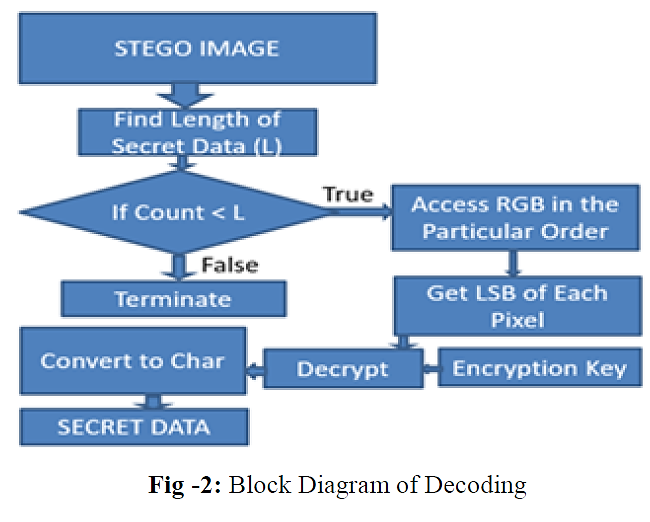 STEGO IMAGE
Find Length of
Secret Data (L)
If Count < L
True
Access RGB in the
Particular Order
False
Terminate
Get LSB of Each
Pixel
Convert to Char
Decrypt
Encryption Key
SECRET DATA
Fig -2: Block Diagram of Decoding